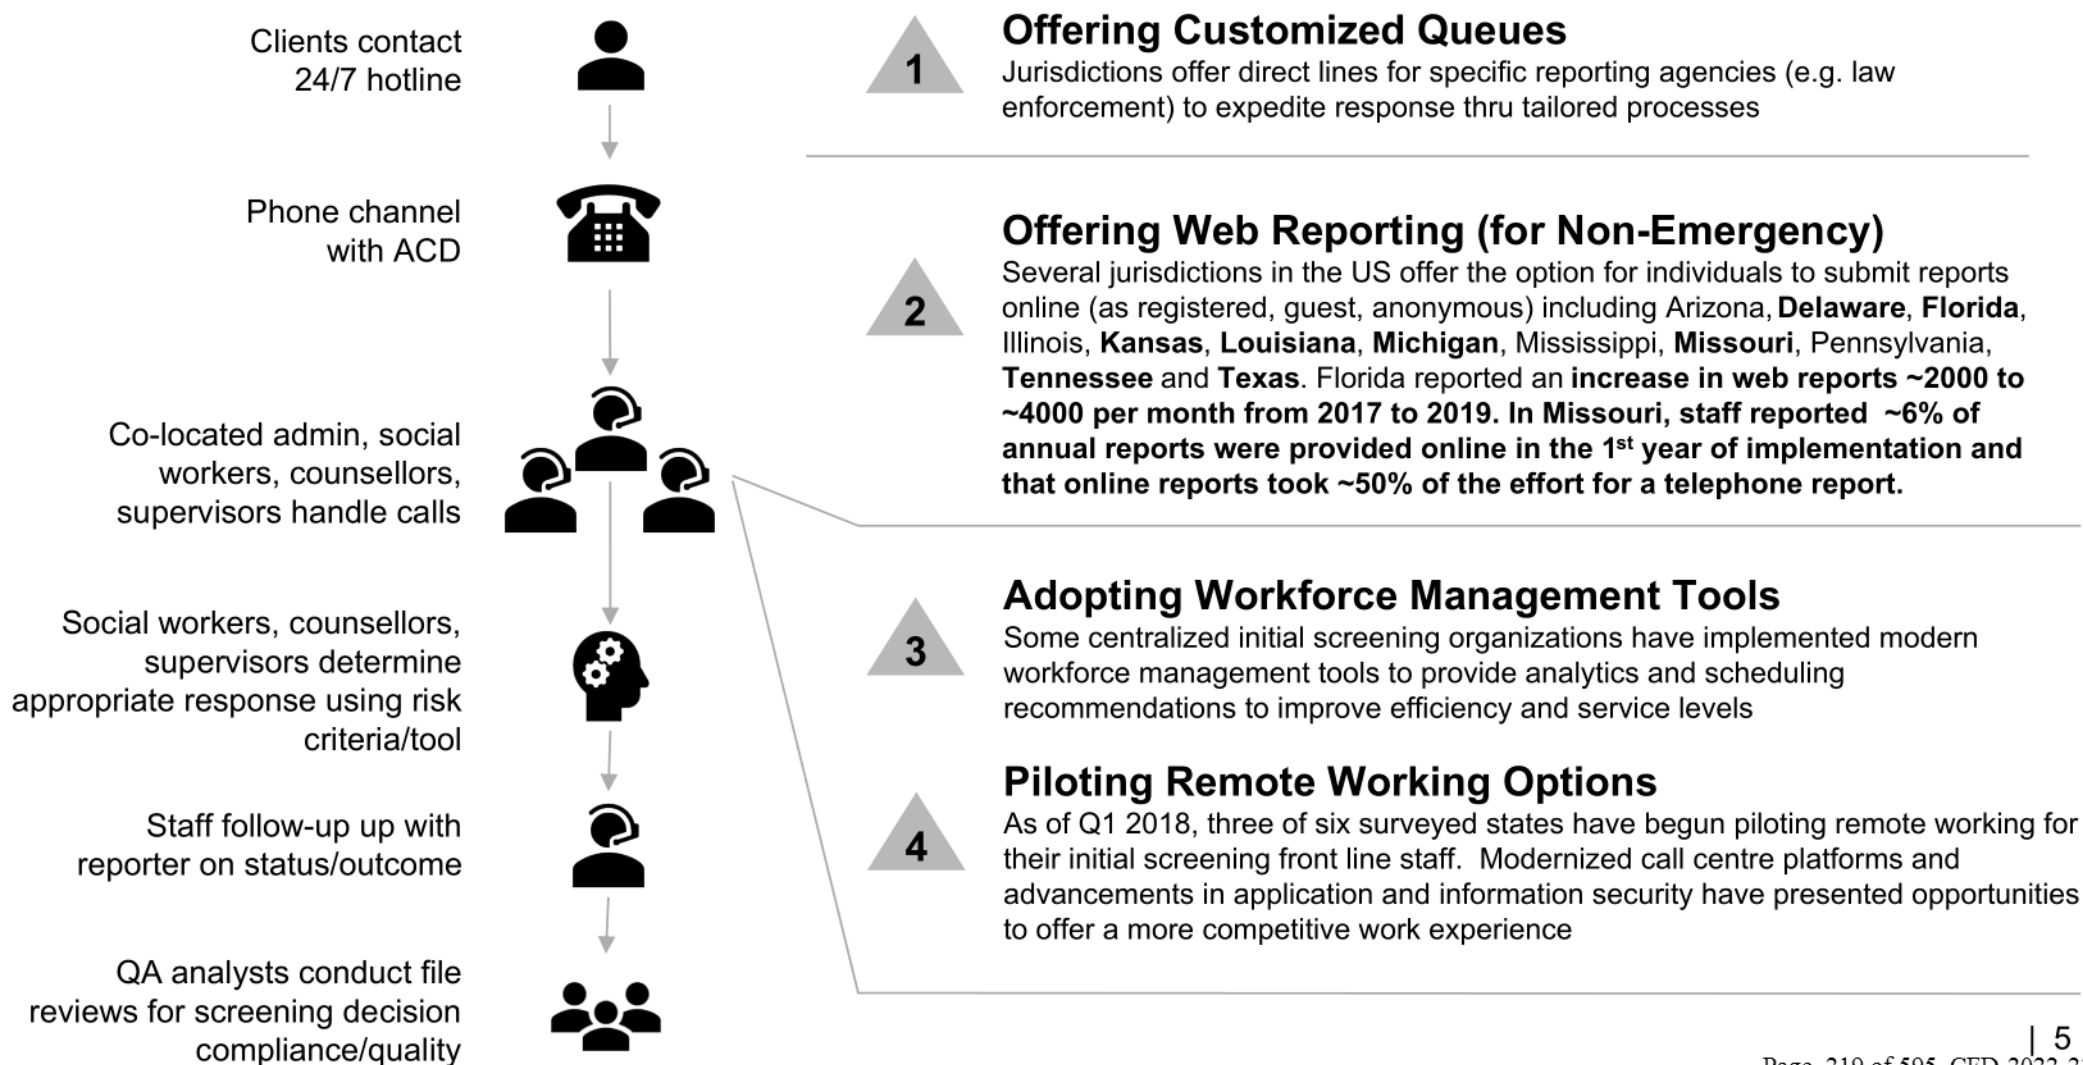 Clients contact
24/7 hotline
Phone channel
with ACD
Co-located admin, social
workers, counsellors,
supervisors handle calls
Social workers, counsellors,
supervisors determine
appropriate response using risk
criteria/tool
Staff follow-up up with
reporter on status/outcome
QA analysts conduct file
reviews for screening decision
compliance/quality
1
Offering Customized Queues
Jurisdictions offer direct lines for specific reporting agencies (e.g. law
enforcement) to expedite response thru tailored processes
2
Offering Web Reporting (for Non-Emergency)
Several jurisdictions in the US offer the option for individuals to submit reports
online (as registered, guest, anonymous) including Arizona, Delaware, Florida,
Illinois, Kansas, Louisiana, Michigan, Mississippi, Missouri, Pennsylvania,
Tennessee and Texas. Florida reported an increase in web reports ~2000 to
~4000 per month from 2017 to 2019. In Missouri, staff reported ~6% of
annual reports were provided online in the 1st year of implementation and
that online reports took ~50% of the effort for a telephone report.
3
Adopting Workforce Management Tools
Some centralized initial screening organizations have implemented modern
workforce management tools to provide analytics and scheduling
recommendations to improve efficiency and service levels
4
Piloting Remote Working Options
As of Q1 2018, three of six surveyed states have begun piloting remote working for
their initial screening front line staff. Modernized call centre platforms and
advancements in application and information security have presented opportunities
to offer a more competitive work experience
| 5
Page 219 of 595